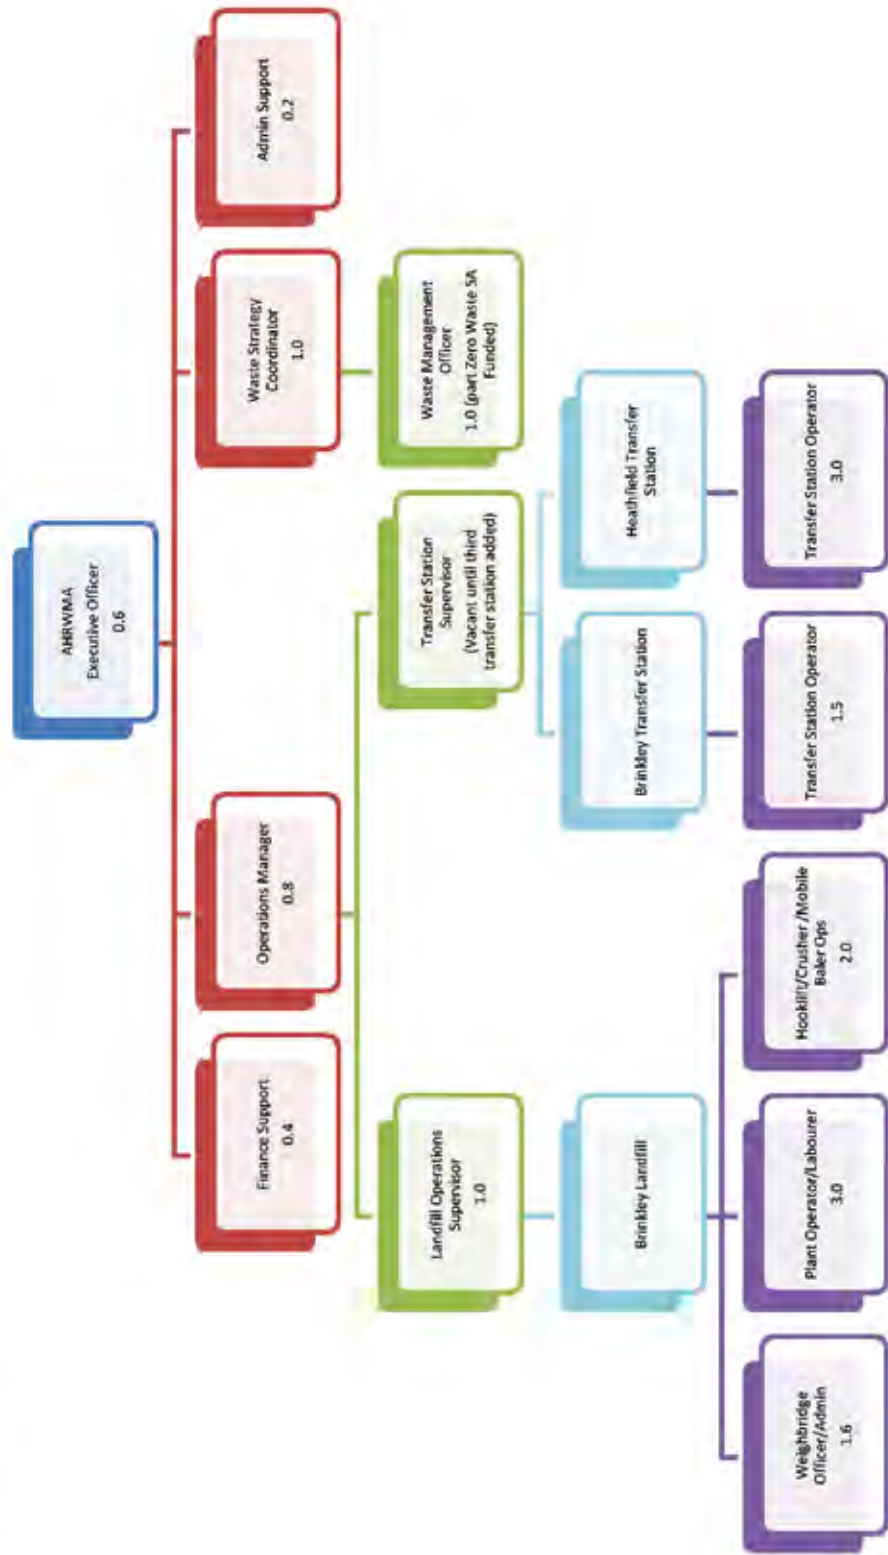 AHRWMA
Executive Officer
0.6
Finance Support
0.4
Operations Manager
0.8
Waste Strategy
Coordinator
1.0
Admin Support
0.2
Landfill Operations
Supervisor
1.0
Transfer Station
Supervisor
(Vacant until third
transfer station added)
Waste Management
Officer
1.0 (part Zero Waste SA
Funded)
Brinkley Landfill
Brinkley Transfer Station
Heathfield Transfer
Station
Weighbridge
Officer/Admin
1.6
Plant Operator/Labourer
3.0
Hooklift/Crusher /Mobile
Baler Ops
2.0
Transfer Station Operator
1.5
Transfer Station Operator
3.0